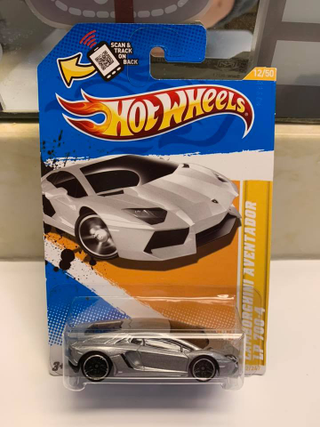 SCAN &
TRACK
ON
BACK
12/50
HOT WHEELS
LAMBORGHINI AVENTADOR
LP 700-4